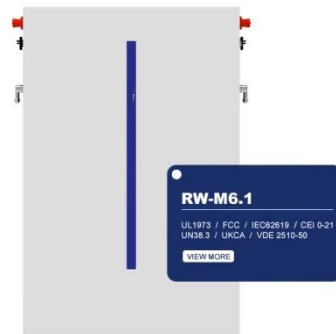 RW-M6.1
UL1973 / FCC / IEC62619 / CEI 0-21
UN38.3 / UKCA / VDE 2510-50
VIEW MORE